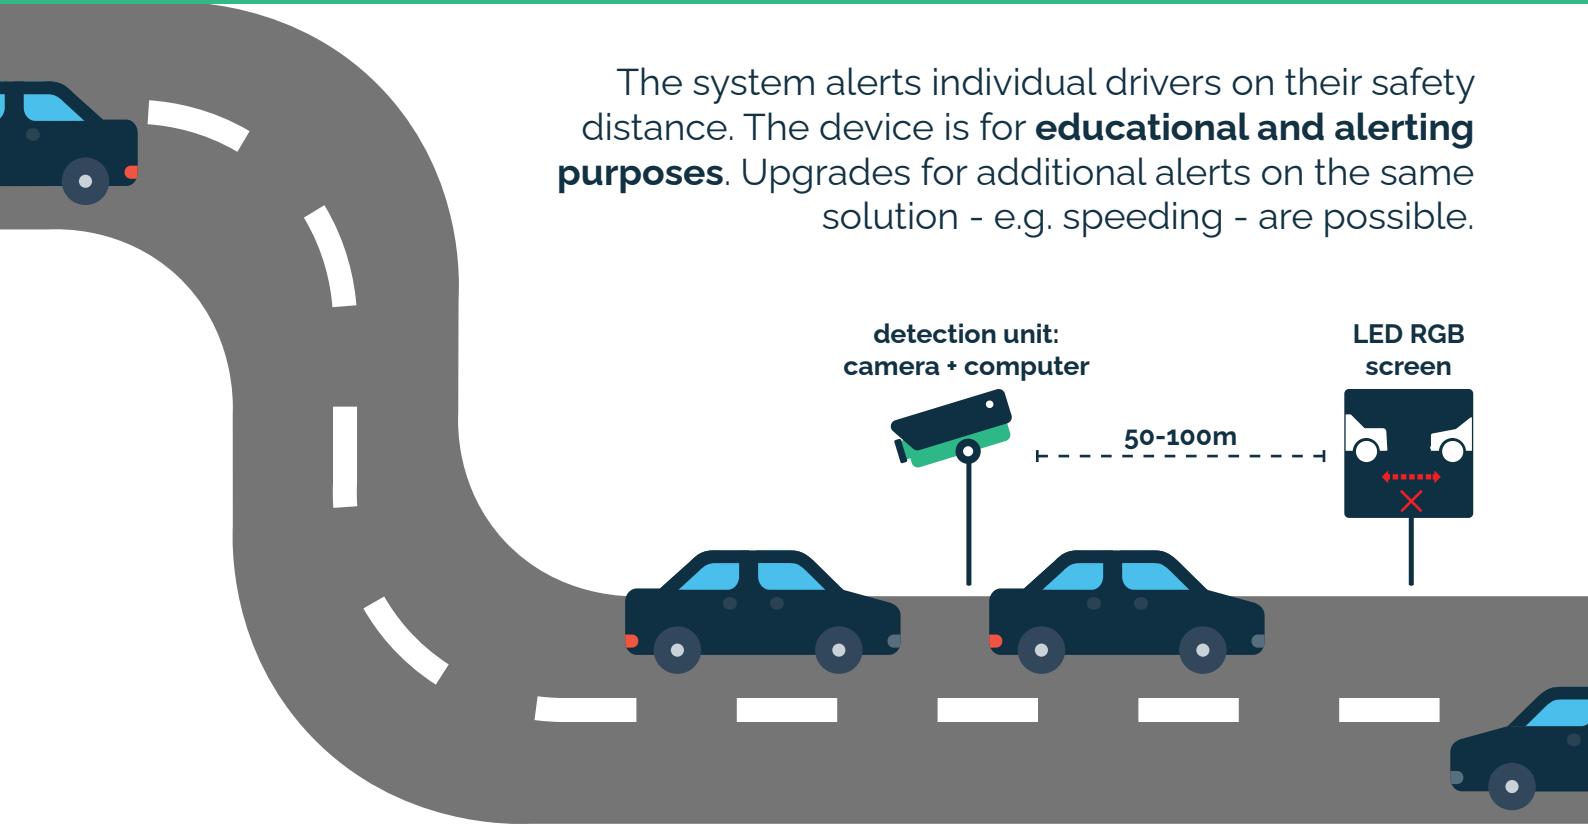 The system alerts individual drivers on their safety
distance. The device is for educational and alerting
purposes. Upgrades for additional alerts on the same
solution - e.g. speeding - are possible.
detection unit:
camera + computer
LED RGB
screen
50-100m